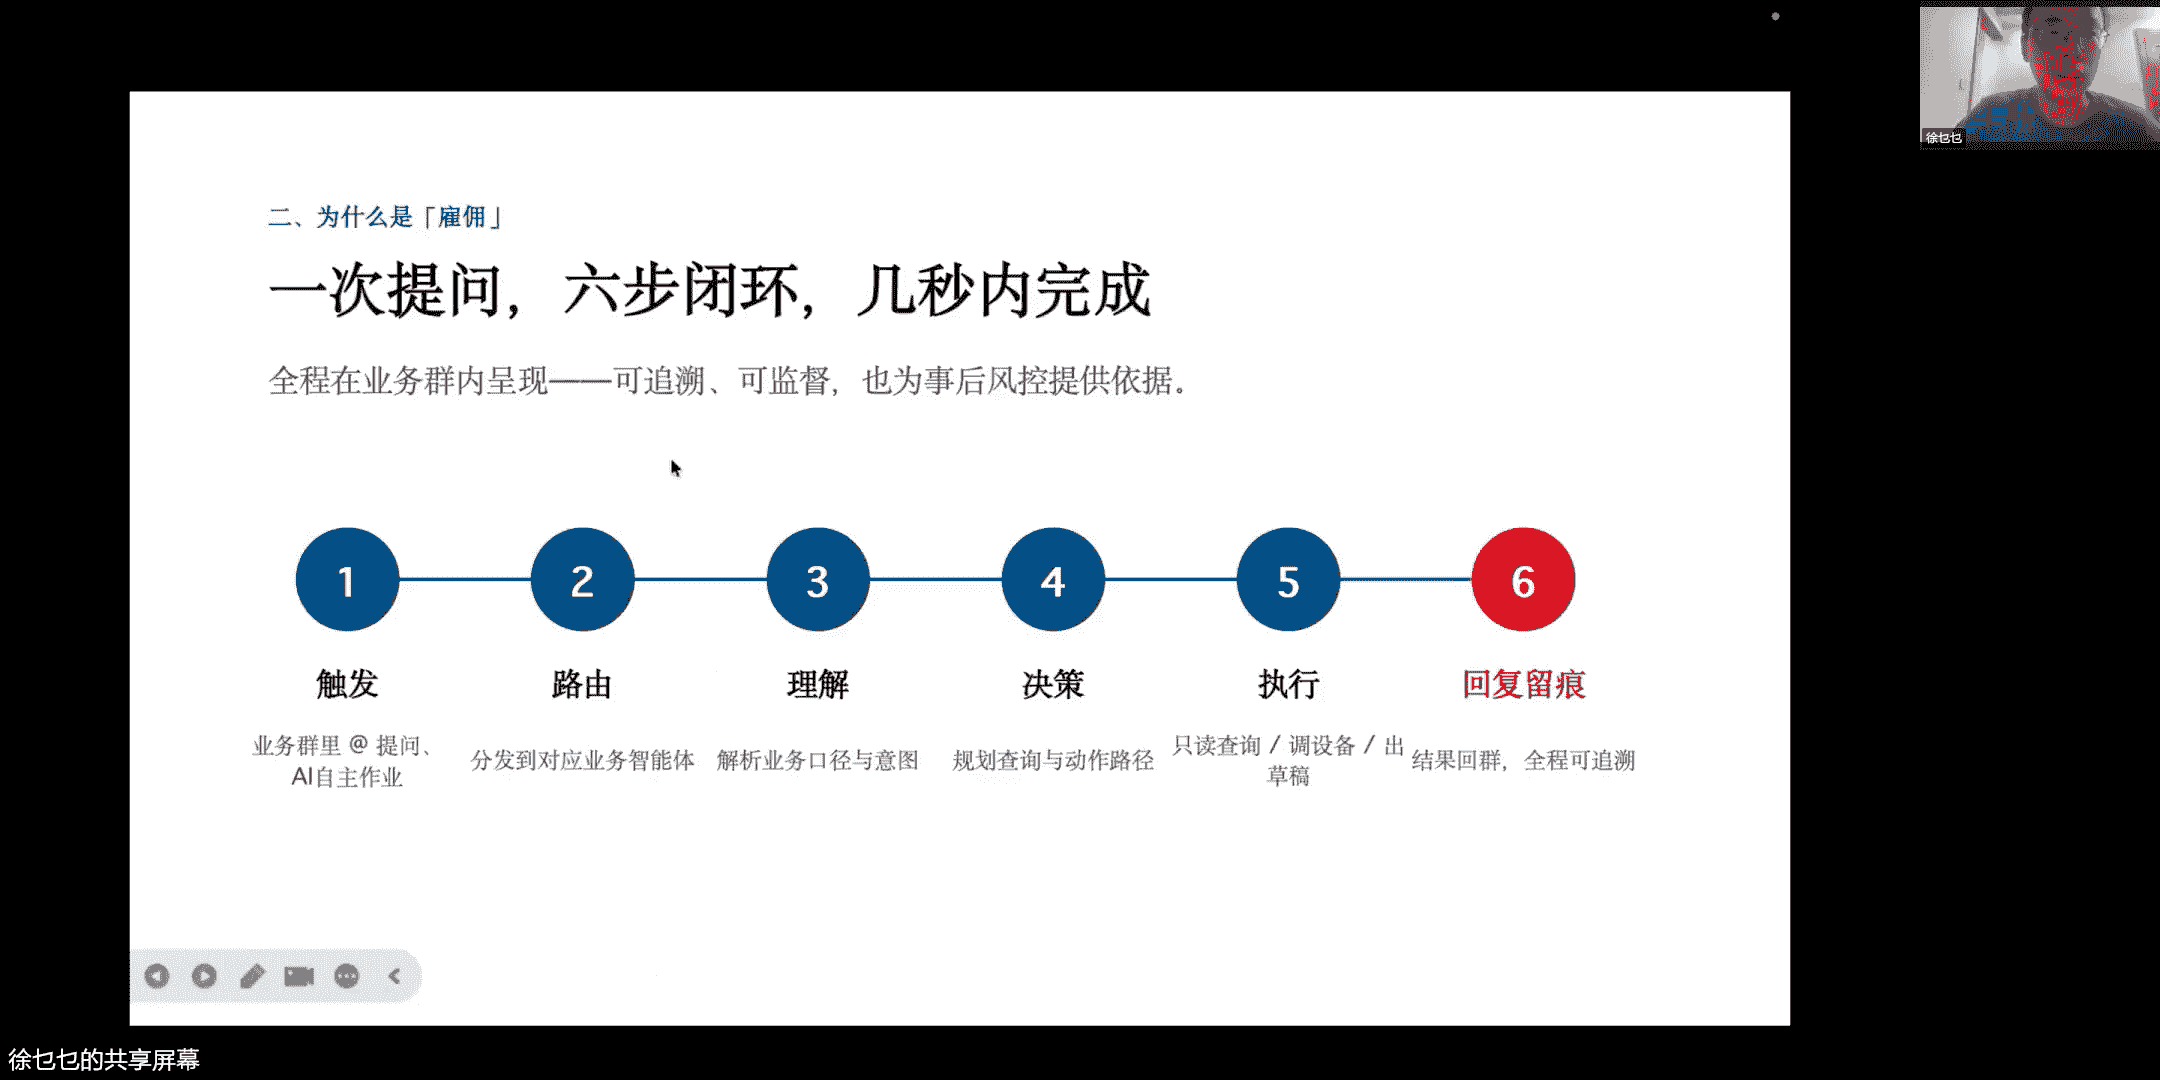 徐乜乜
二、为什么是「雇佣」
一次提问，六步闭环，几秒内完成
全程在业务群内呈现——可追溯、可监督，也为事后风控提供依据。
1
2
3
4
5
6
触发
路由
理解
决策
执行
回复留痕
业务群里 @ 提问、
AI自主作业
分发到对应业务智能体
解析业务口径与意图
规划查询与动作路径
只读查询 / 调设备 / 出
草稿
结果回群，全程可追溯
徐乜乜的共享屏幕